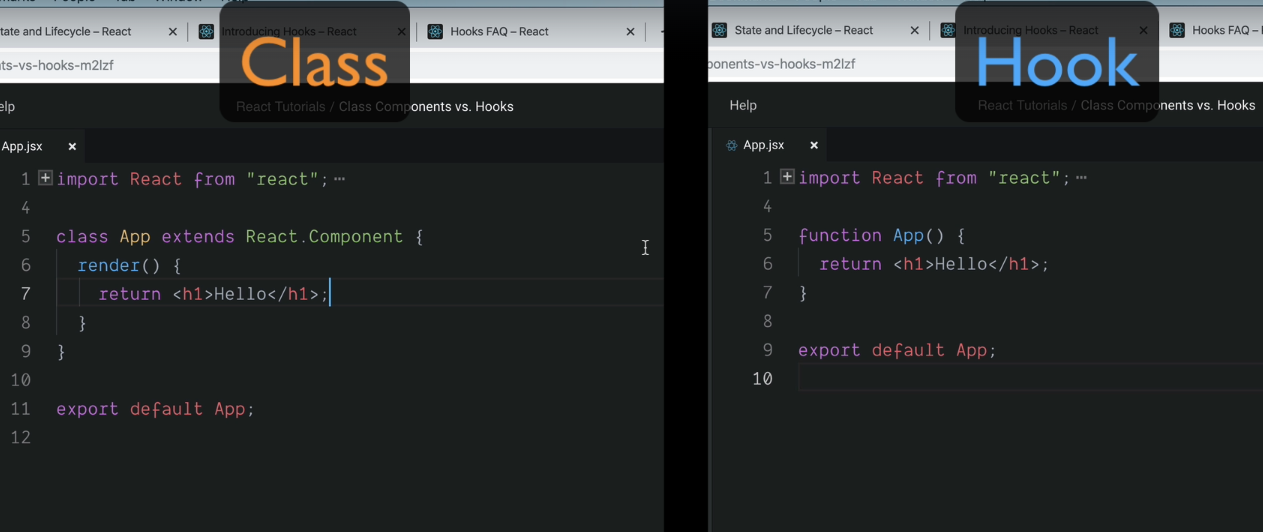 Class
tate and Lifecycle – React
Introducing Hooks – React
Hooks FAQ – React
ts-vs-hooks-m2lzf
elp
React Tutorials / Class Components vs. Hooks
App.jsx
1 import React from "react"; ⋯
4
5 class App extends React.Component {
6 render() {
7 return <h1>Hello</h1>;
8 }
9 }
10
11 export default App;
12
Hook
State and Lifecycle – React
Introducing Hooks – React
Hooks FAQ –
ponents-vs-hooks-m2lzf
Help
React Tutorials / Class Components vs. Hooks
App.jsx
1 import React from "react"; ⋯
4
5 function App() {
6 return <h1>Hello</h1>;
7 }
8
9 export default App;
10